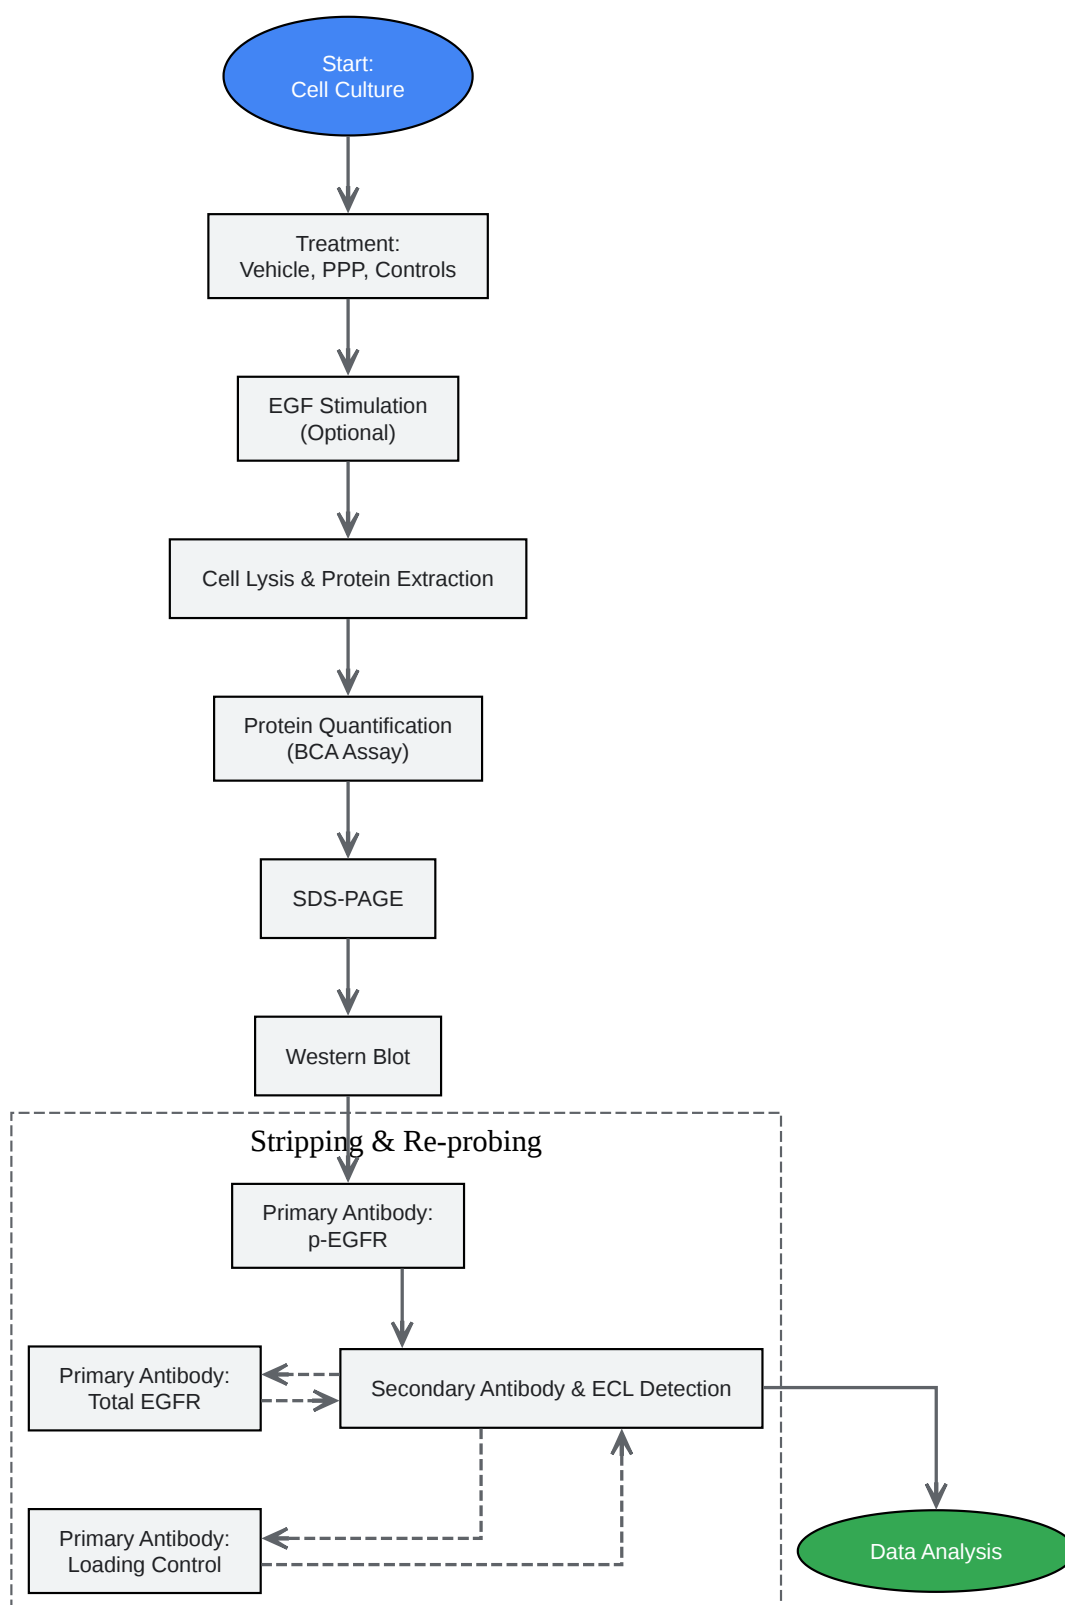 Start:
Cell Culture
Treatment:
Vehicle, PPP, Controls
EGF Stimulation
(Optional)
Cell Lysis & Protein Extraction
Protein Quantification
(BCA Assay)
SDS-PAGE
Western Blot
Stripping & Re-probing
Primary Antibody:
p-EGFR
Primary Antibody:
Total EGFR
Secondary Antibody & ECL Detection
Primary Antibody:
Loading Control
Data Analysis